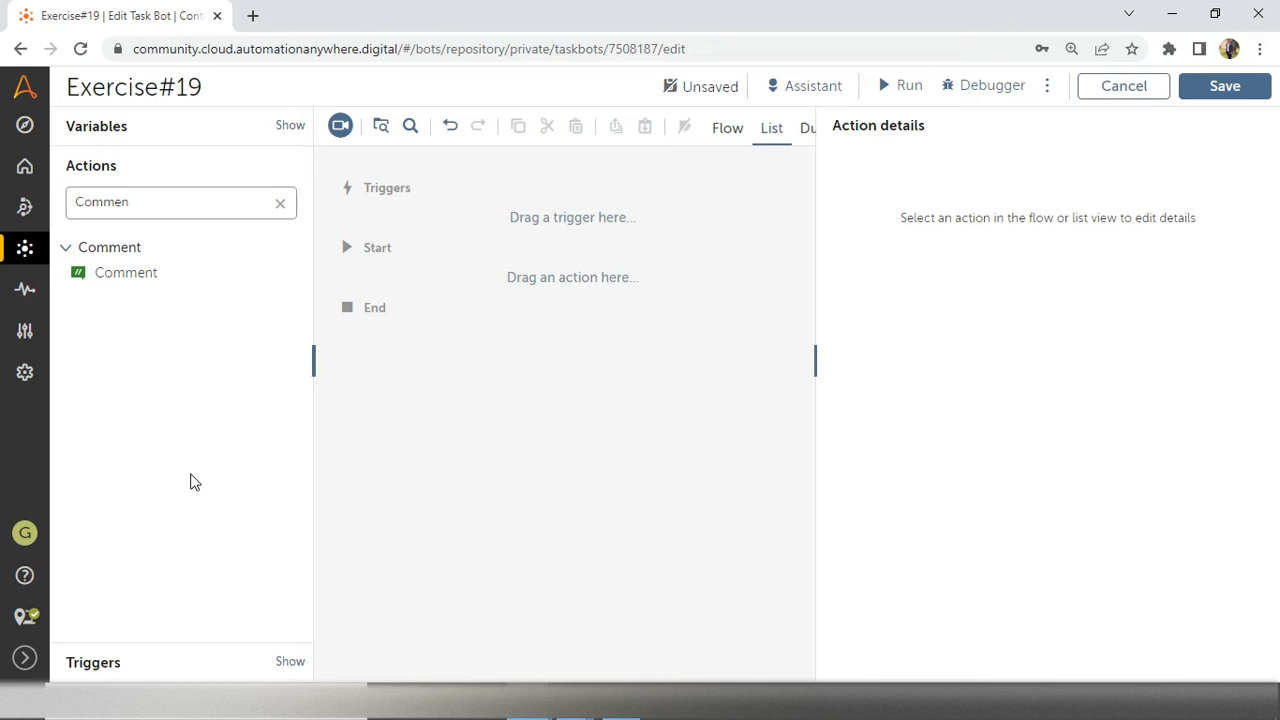 Exercise#19 | Edit Task Bot | Cont
community.cloud.automationanywhere.digital/#/bots/repository/private/taskbots/7508187/edit
Exercise#19
Unsaved
Assistant
Run
Debugger
Cancel
Save
Variables
Show
Flow
List
Du
Action details
Actions
Commen
Triggers
Drag a trigger here...
Select an action in the flow or list view to edit details
Comment
Start
Comment
Drag an action here...
End
G
Triggers
Show